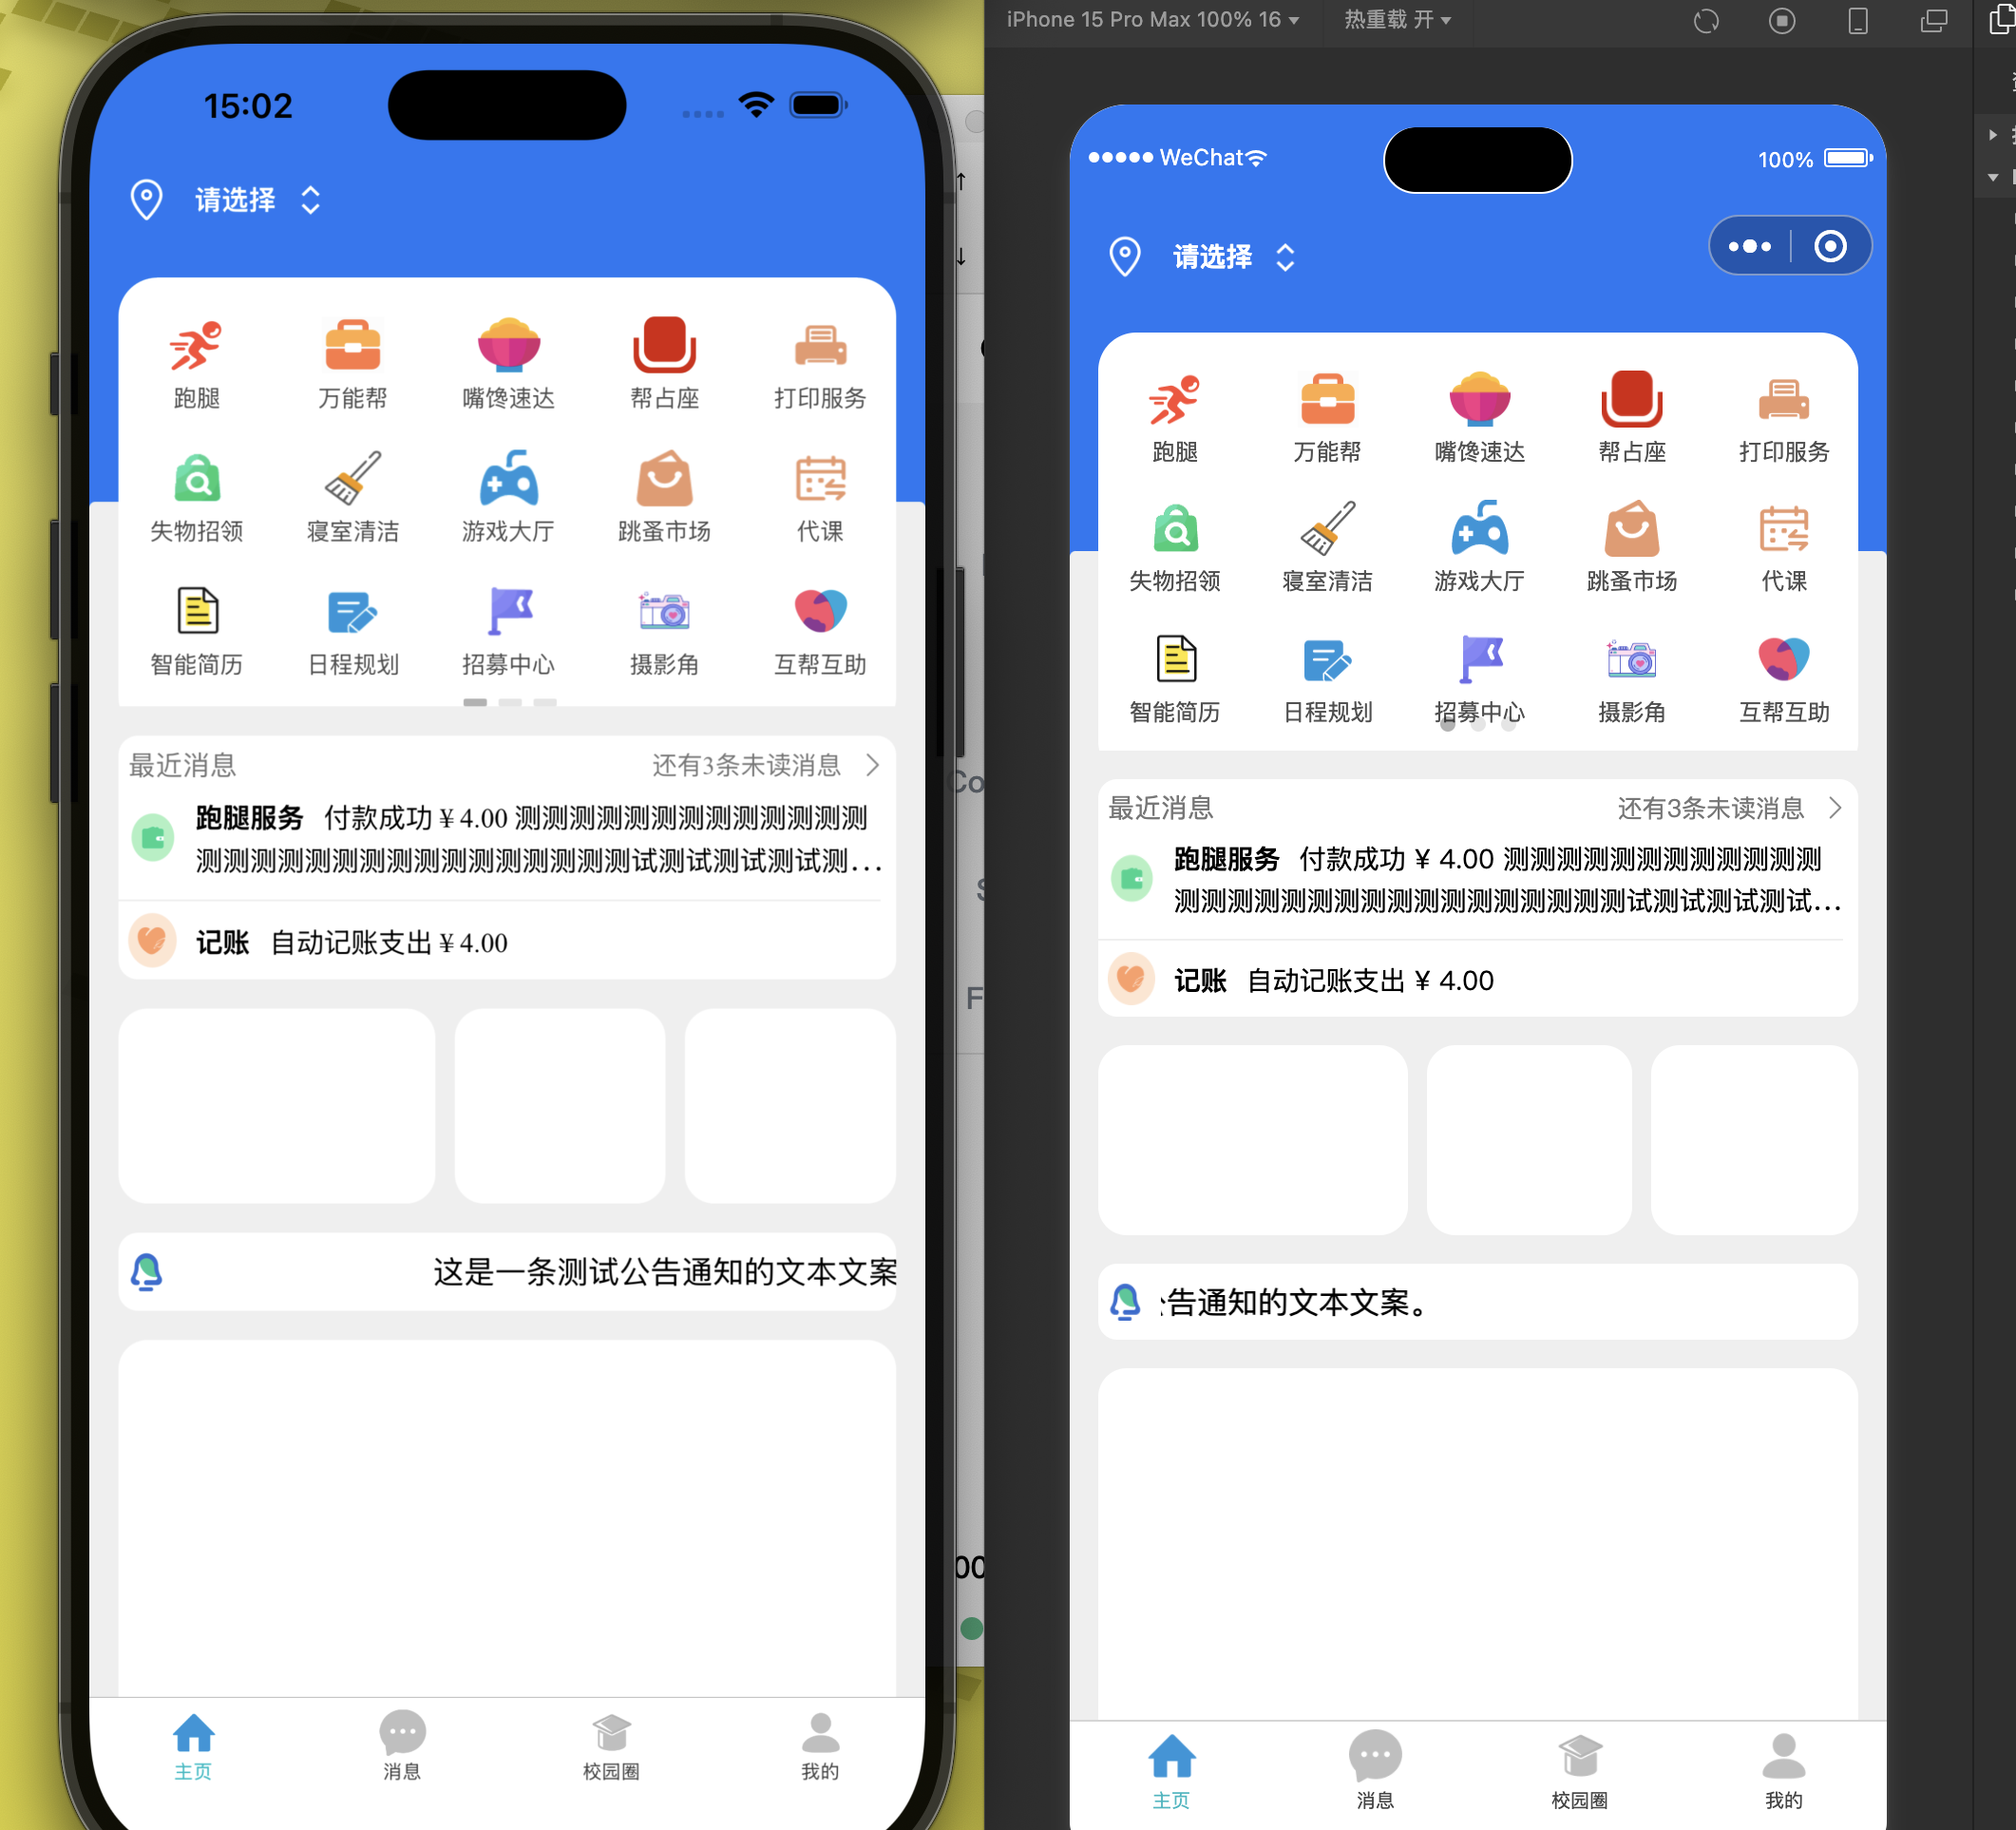 15:02
请选择
跑腿
万能帮
嘴馋速达
帮占座
打印服务
失物招领
寝室清洁
游戏大厅
跳蚤市场
代课
智能简历
日程规划
招募中心
摄影角
互帮互助
最近消息
还有3条未读消息
跑腿服务 付款成功 ¥ 4.00 测测测测测测测测测测测测测
测测测测测测测测测测测测测测测测试测试测试测试测...
记账 自动记账支出 ¥ 4.00
这是一条测试公告通知的文本文案
主页
消息
校园圈
我的
Co
F
00
iPhone 15 Pro Max 100% 16
热重载 开
WeChat
100%
请选择
跑腿
万能帮
嘴馋速达
帮占座
打印服务
失物招领
寝室清洁
游戏大厅
跳蚤市场
代课
智能简历
日程规划
招募中心
摄影角
互帮互助
最近消息
还有3条未读消息
跑腿服务 付款成功 ¥ 4.00 测测测测测测测测测测测测
测测测测测测测测测测测测测测测测测试测试测试测试...
记账 自动记账支出 ¥ 4.00
告通知的文本文案。
主页
消息
校园圈
我的